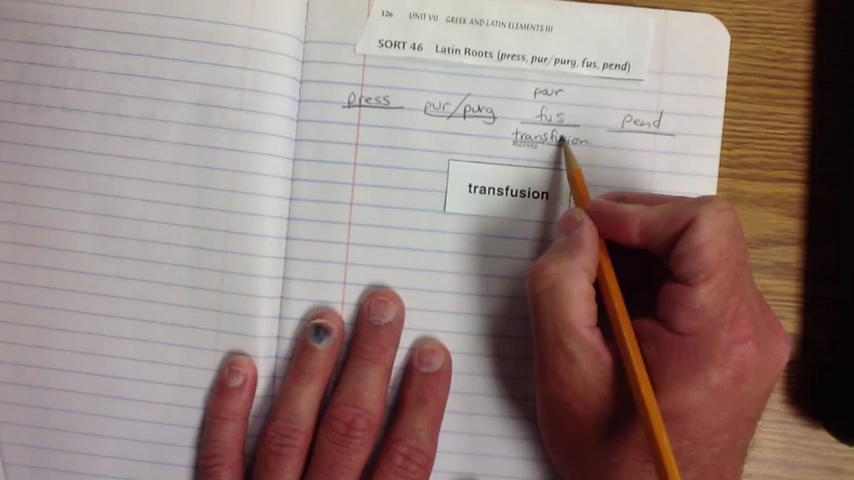 126 UNIT VII GREEK AND LATIN ELEMENTS III
SORT 46 Latin Roots (press, pur/purg, fus, pend)
pour
press pur/purg fus pend
transfusion
across
transfusion